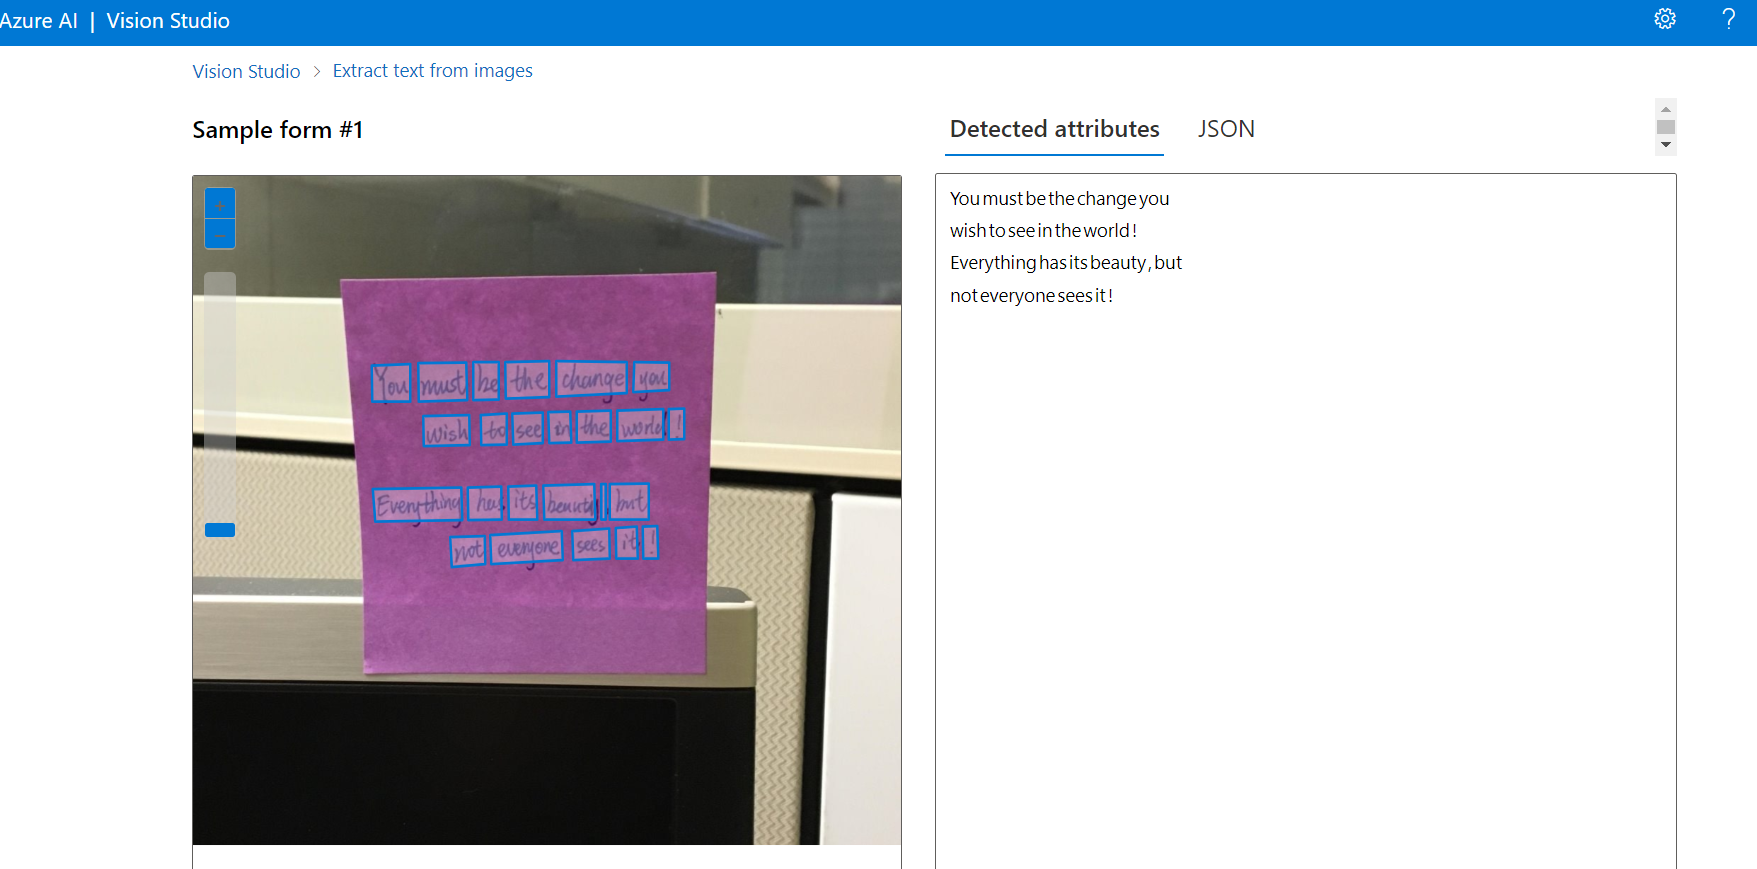 Azure AI | Vision Studio
Vision Studio > Extract text from images
Sample form #1
+
−
You must be the change you
wish to see in the world!
Everything has its beauty, but
not everyone sees it!
Detected attributes JSON
You must be the change you
wish to see in the world!
Everything has its beauty, but
not everyone sees it!
?